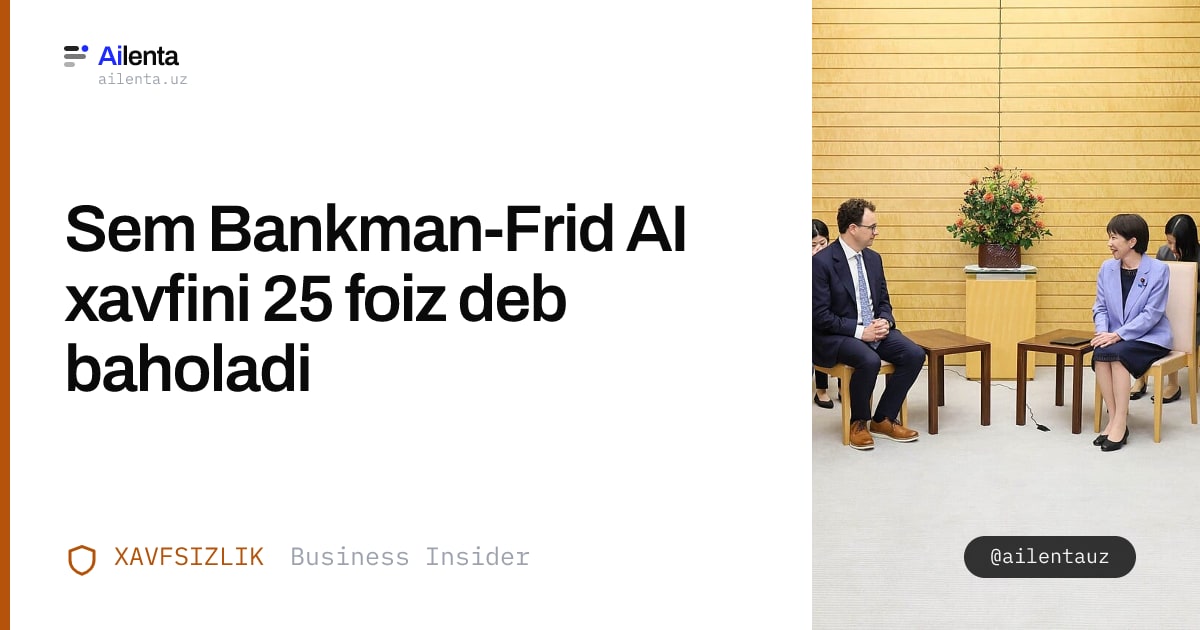 Ailenta
ailenta.uz
Sem Bankman-Frid AI
xavfini 25 foiz deb
baholadi
XAVFSIZLIK Business Insider
@ailentauz